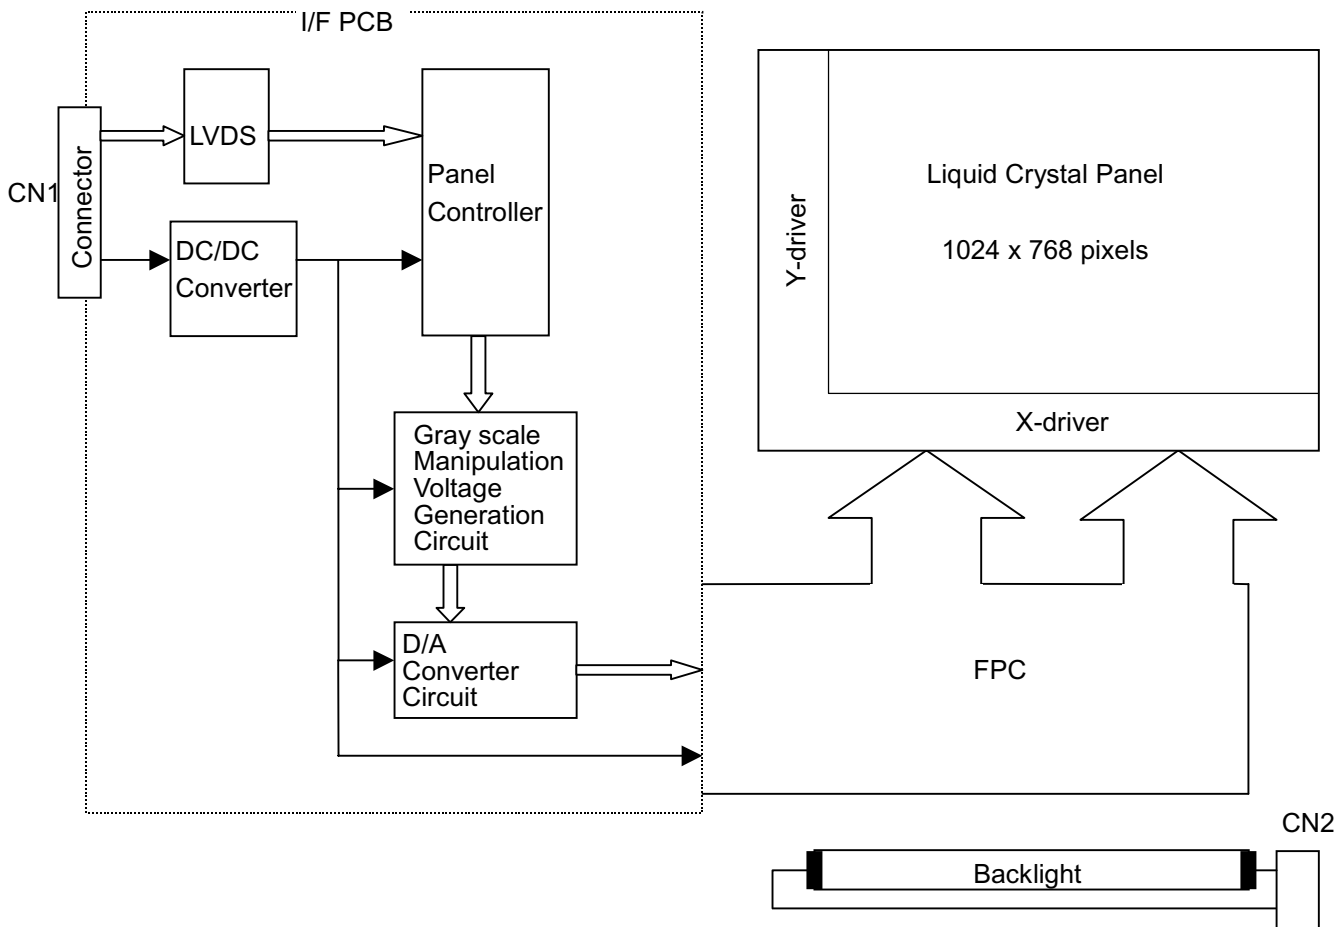 I/F PCB
CN1
Connector
LVDS
DC/DC
Converter
Panel
Controller
Gray scale
Manipulation
Voltage
Generation
Circuit
D/A
Converter
Circuit
Y-driver
Liquid Crystal Panel
1024 x 768 pixels
X-driver
FPC
CN2
Backlight